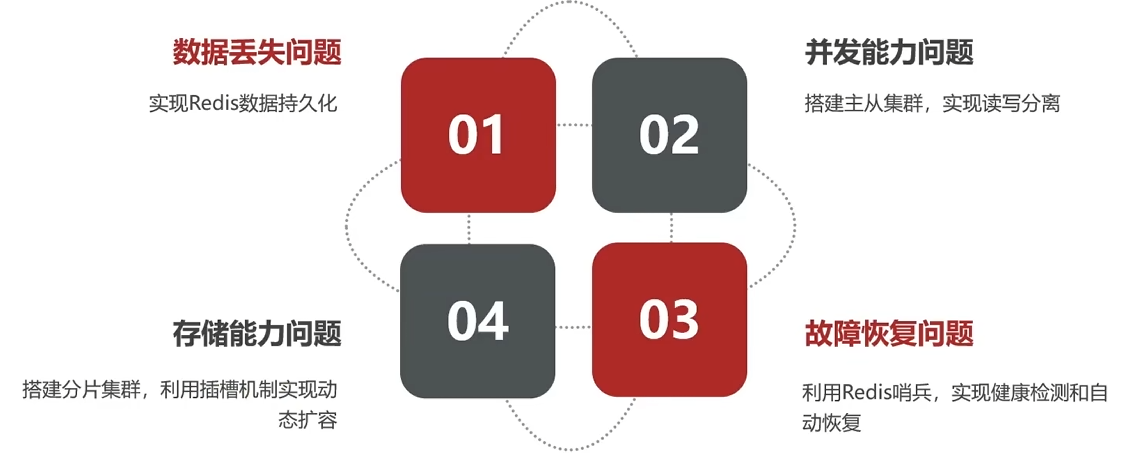 数据丢失问题
实现Redis数据持久化
01
02
并发能力问题
搭建主从集群，实现读写分离
存储能力问题
搭建分片集群，利用插槽机制实现动
态扩容
04
03
故障恢复问题
利用Redis哨兵，实现健康检测和自
动恢复